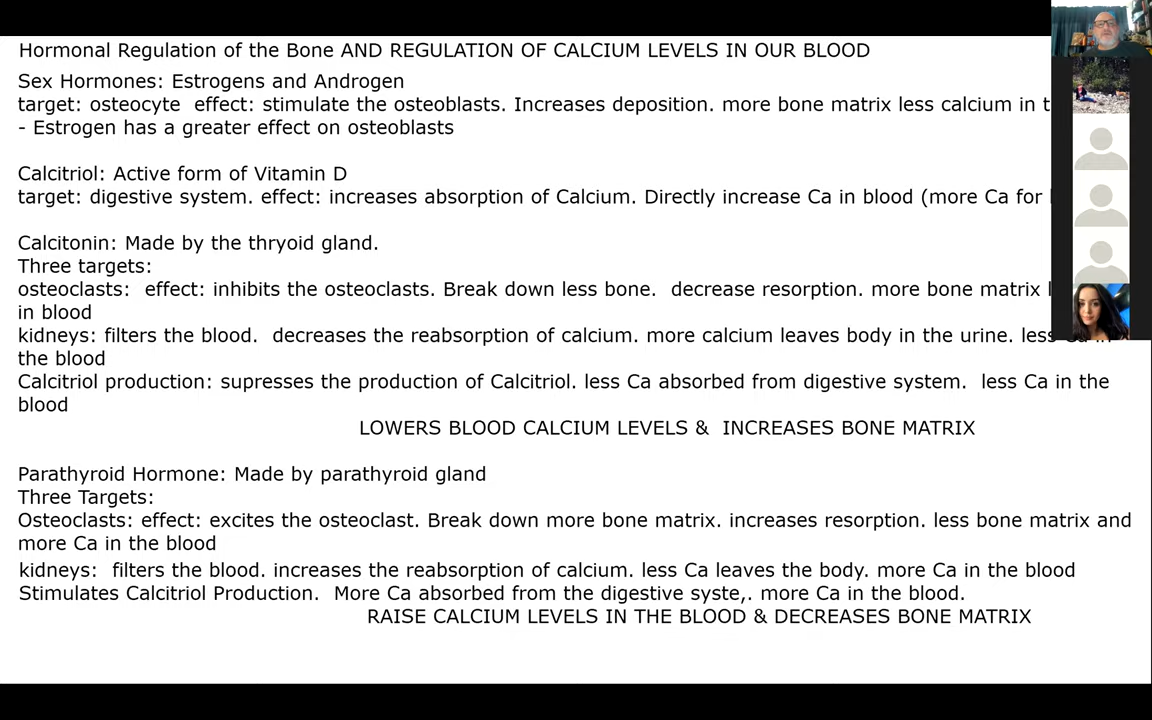 Hormonal Regulation of the Bone AND REGULATION OF CALCIUM LEVELS IN OUR BLOOD
Sex Hormones: Estrogens and Androgen
target: osteocyte effect: stimulate the osteoblasts. Increases deposition. more bone matrix less calcium in
- Estrogen has a greater effect on osteoblasts
Calcitriol: Active form of Vitamin D
target: digestive system. effect: increases absorption of Calcium. Directly increase Ca in blood (more Ca for
Calcitonin: Made by the thryoid gland.
Three targets:
osteoclasts: effect: inhibits the osteoclasts. Break down less bone. decrease resorption. more bone matrix
in blood
kidneys: filters the blood. decreases the reabsorption of calcium. more calcium leaves body in the urine. less Ca in
the blood
Calcitriol production: supresses the production of Calcitriol. less Ca absorbed from digestive system. less Ca in the
blood
LOWERS BLOOD CALCIUM LEVELS & INCREASES BONE MATRIX
Parathyroid Hormone: Made by parathyroid gland
Three Targets:
Osteoclasts: effect: excites the osteoclast. Break down more bone matrix. increases resorption. less bone matrix and
more Ca in the blood
kidneys: filters the blood. increases the reabsorption of calcium. less Ca leaves the body. more Ca in the blood
Stimulates Calcitriol Production. More Ca absorbed from the digestive syste,. more Ca in the blood.
RAISE CALCIUM LEVELS IN THE BLOOD & DECREASES BONE MATRIX